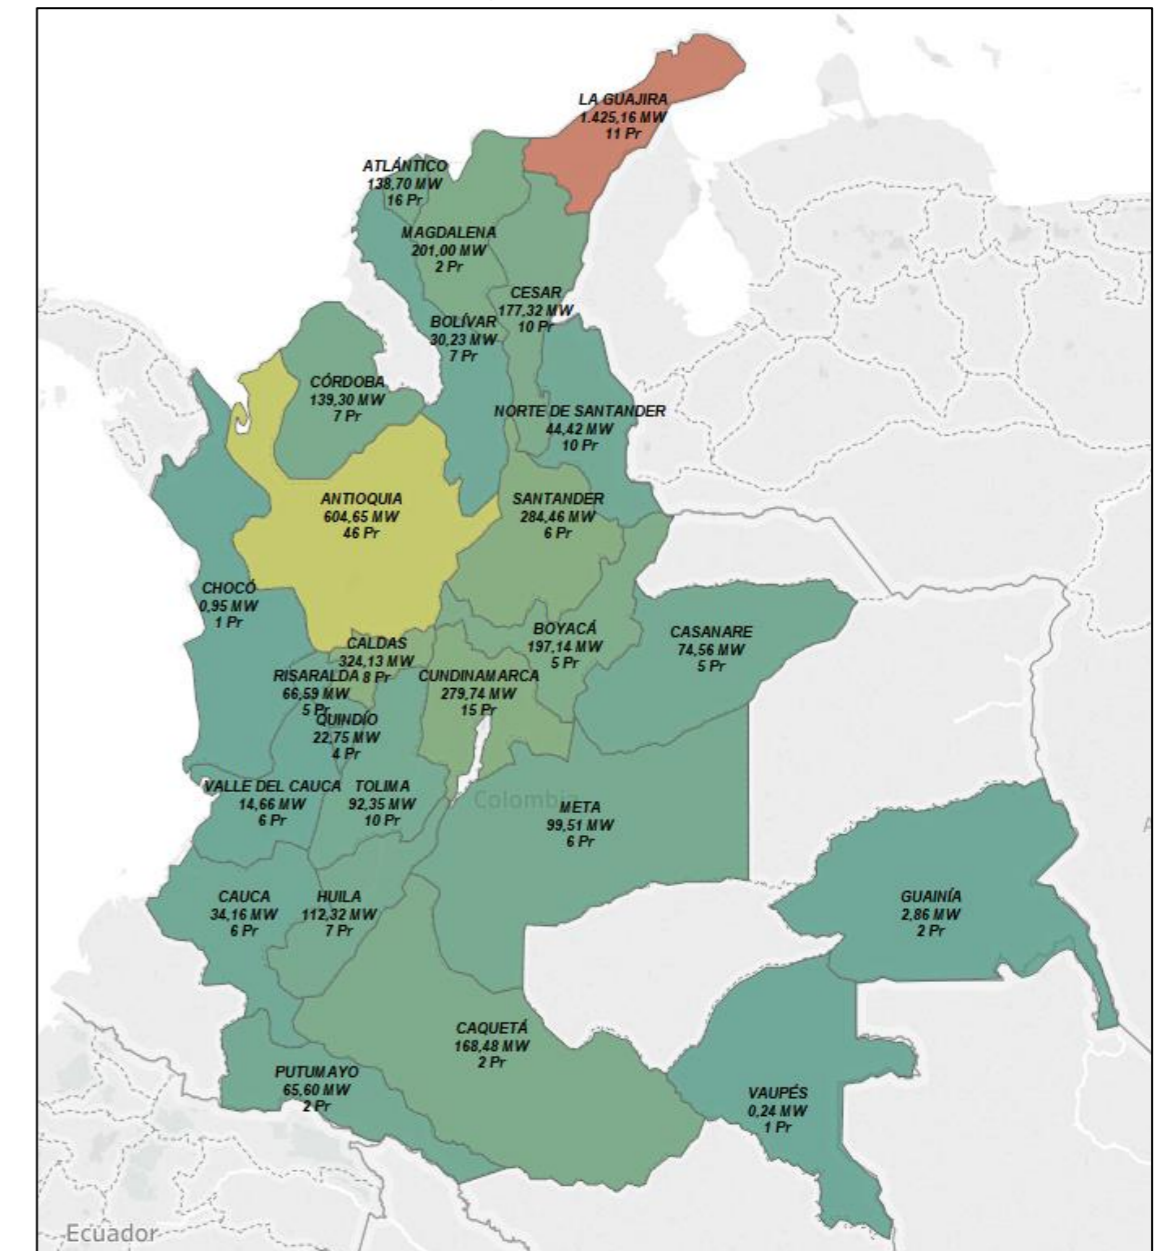 LA GUAJIRA
1.425,16 MW
11 Pr
ATLÁNTICO
138,70 MW
16 Pr
MAGDALENA
201,00 MW
2 Pr
CESAR
177,32 MW
10 Pr
BOLÍVAR
30,23 MW
7 Pr
CÓRDOBA
139,30 MW
7 Pr
NORTE DE SANTANDER
44,42 MW
10 Pr
ANTIOQUIA
604,65 MW
46 Pr
SANTANDER
284,46 MW
6 Pr
CHOCÓ
0,95 MW
1 Pr
BOYACÁ
197,14 MW
5 Pr
CASANARE
74,56 MW
5 Pr
CALDAS
324,13 MW
8 Pr
RISARALDA
66,59 MW
5 Pr
CUNDINAMARCA
279,74 MW
15 Pr
QUINDÍO
22,75 MW
4 Pr
VALLE DEL CAUCA
14,66 MW
6 Pr
TOLIMA
92,35 MW
10 Pr
Colombia
META
99,51 MW
6 Pr
CAUCA
34,16 MW
6 Pr
HUILA
112,32 MW
7 Pr
GUAINÍA
2,86 MW
2 Pr
CAQUETÁ
168,48 MW
2 Pr
PUTUMAYO
65,60 MW
2 Pr
VAUPÉS
0,24 MW
1 Pr
Ecuador